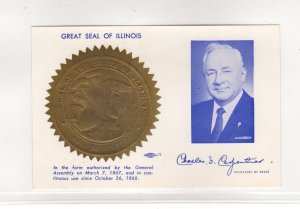 GREAT SEAL OF ILLINOIS
In the form authorized by the General
Assembly on March 7, 1867, and in con-
tinuous use since October 26, 1868.
Charles F. Carpentier
SECRETARY OF STATE